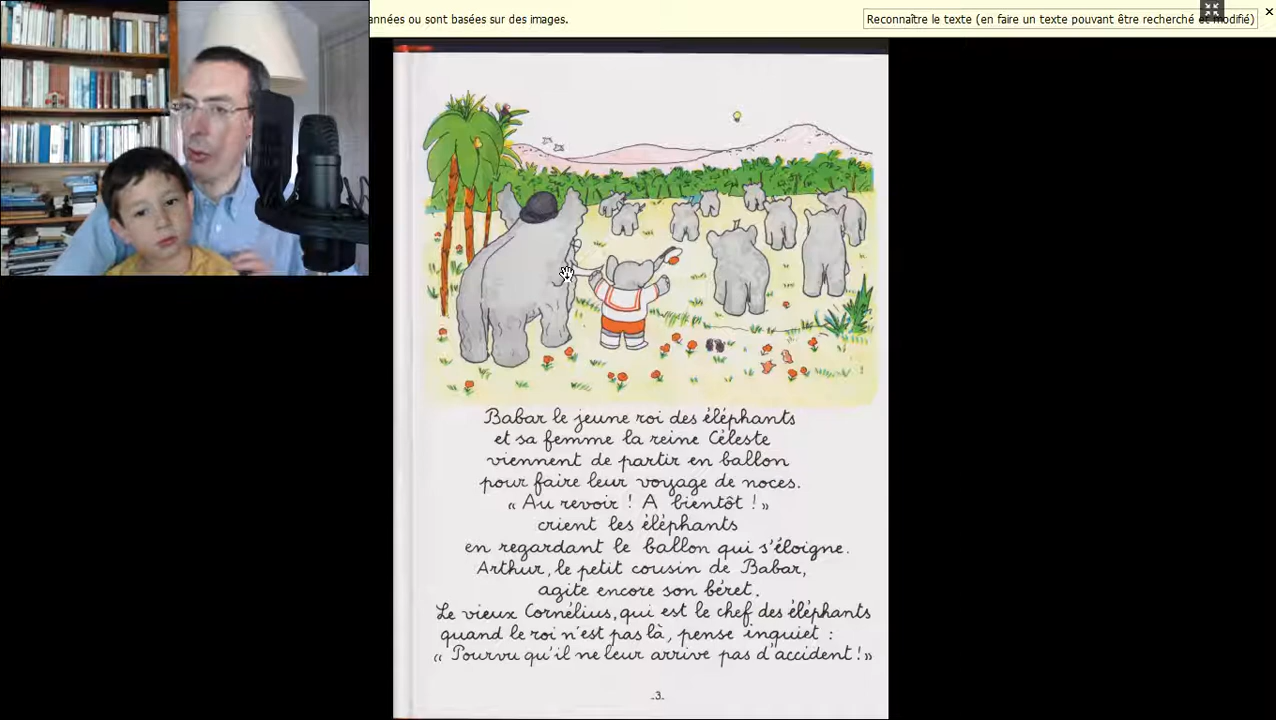 années ou sont basées sur des images.
Reconnaître le texte (en faire un texte pouvant être recherché et modifié)
Babar le jeune roi des éléphants
et sa femme la reine Céleste
viennent de partir en ballon
pour faire leur voyage de noces.
« Au revoir ! A bientôt ! »
crient les éléphants
en regardant le ballon qui s'éloigne.
Arthur, le petit cousin de Babar,
agite encore son béret.
Le vieux Cornélius, qui est le chef des éléphants
quand le roi n'est pas là, pense inquiet :
« Pourvu qu'il ne leur arrive pas d'accident ! »
_3_